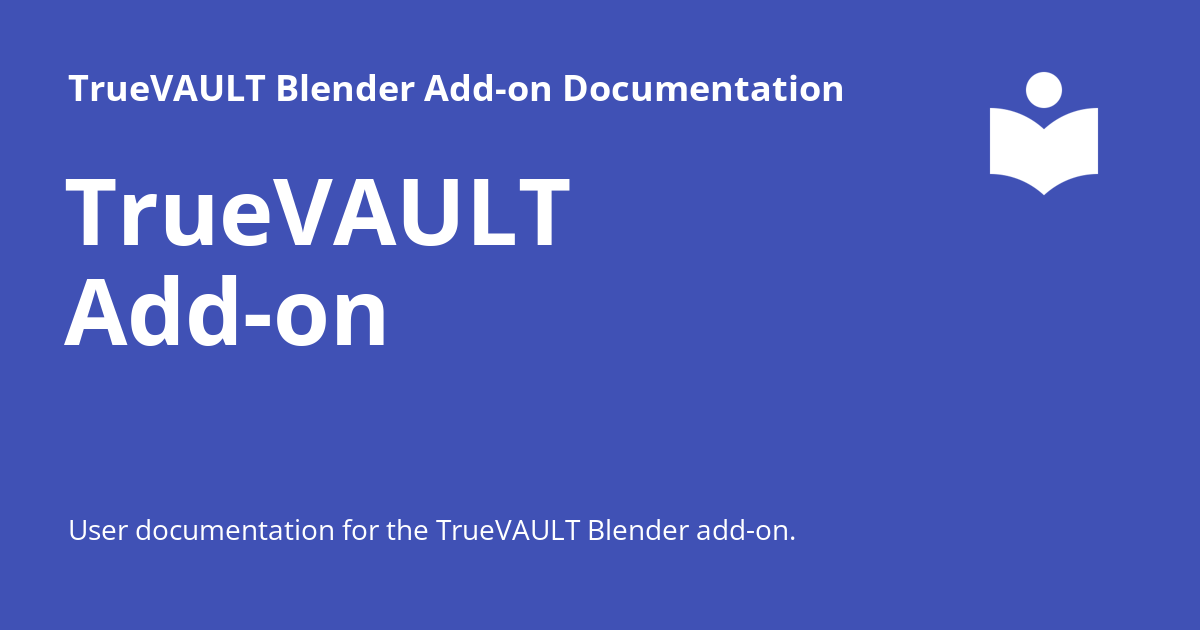 TrueVAULT Blender Add-on Documentation
TrueVAULT
Add-on
User documentation for the TrueVAULT Blender add-on.